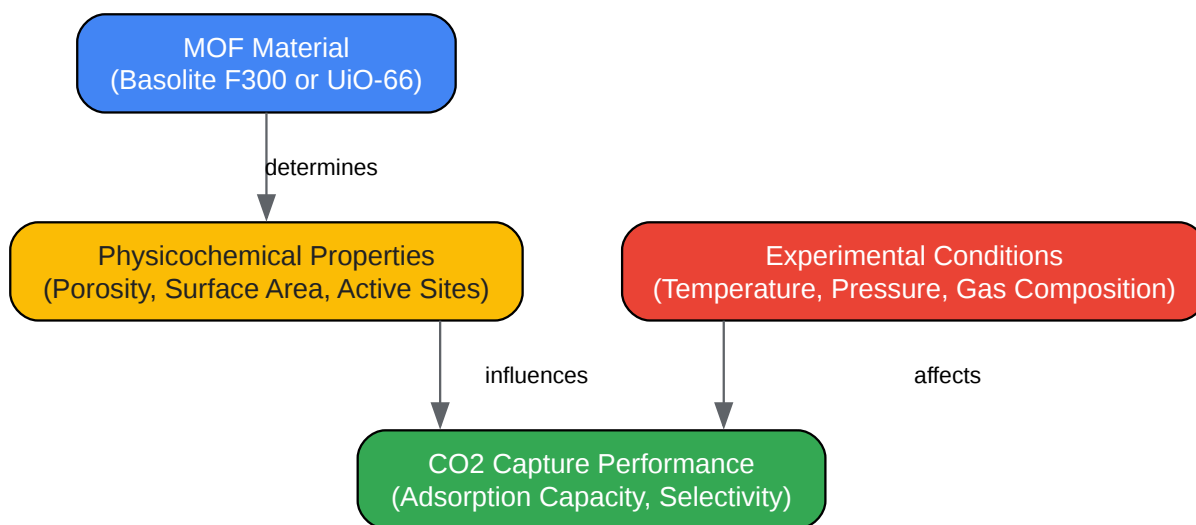 MOF Material
(Basolite F300 or UiO-66)
determines
Physicochemical Properties
(Porosity, Surface Area, Active Sites)
Experimental Conditions
(Temperature, Pressure, Gas Composition)
influences
affects
CO2 Capture Performance
(Adsorption Capacity, Selectivity)